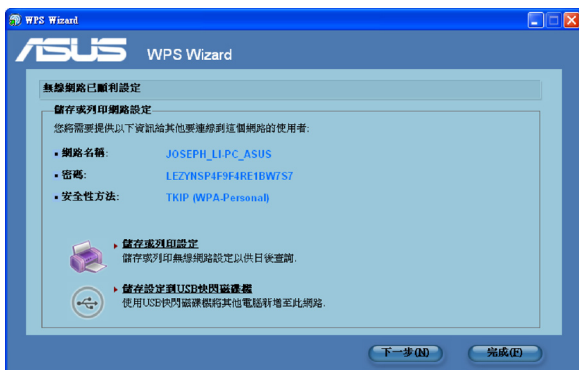 WPS Wizard
ASUS WPS Wizard
無線網路已順利設定
儲存或列印網路設定
您將需要提供以下資訊給其他要連線到這個網路的使用者:
▪ 網路名稱: JOSEPH_LI-PC_ASUS
▪ 密碼: LEZYNSP4F9F4RE1BW7S7
▪ 安全性方法: TKIP (WPA-Personal)
儲存或列印設定
儲存或列印無線網路設定以供日後查詢.
儲存設定到USB快閃磁碟機
使用USB快閃磁碟機將其他電腦新增至此網路.
下一步(N) 完成(F)